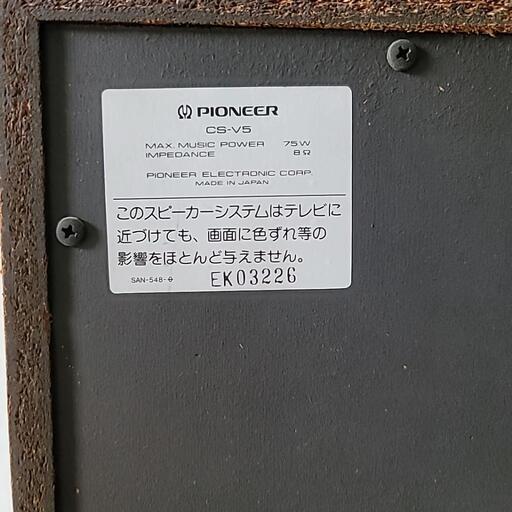 PIONEER
CS-V5
MAX. MUSIC POWER 75W
IMPEDANCE 8Ω
PIONEER ELECTRONIC CORP.
MADE IN JAPAN
このスピーカーシステムはテレビに
近づけても、画面に色ずれ等の
影響をほとんど与えません。
SAN-548-0 EK03226